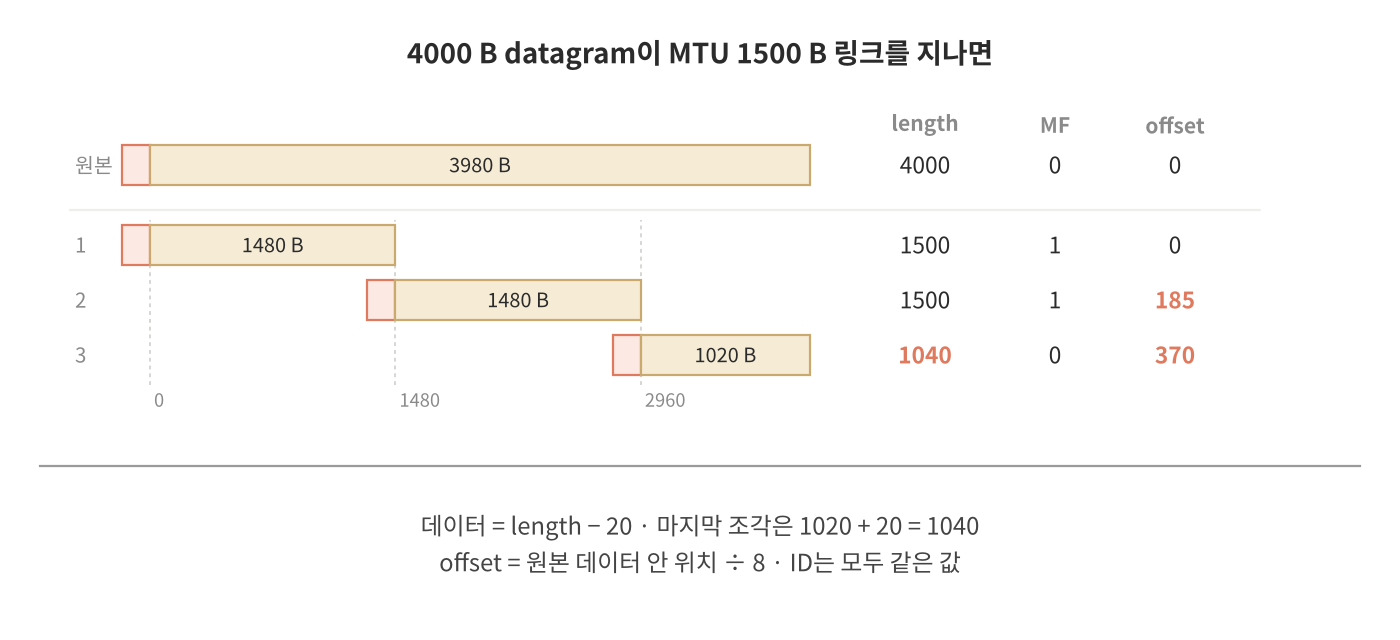 4000 B datagram이 MTU 1500 B 링크를 지나면
length MF offset
원본 3980 B 4000 0 0
1 1480 B 1500 1 0
2 1480 B 1500 1 185
3 1020 B 1040 0 370
0 1480 2960
데이터 = length − 20 · 마지막 조각은 1020 + 20 = 1040
offset = 원본 데이터 안 위치 ÷ 8 · ID는 모두 같은 값